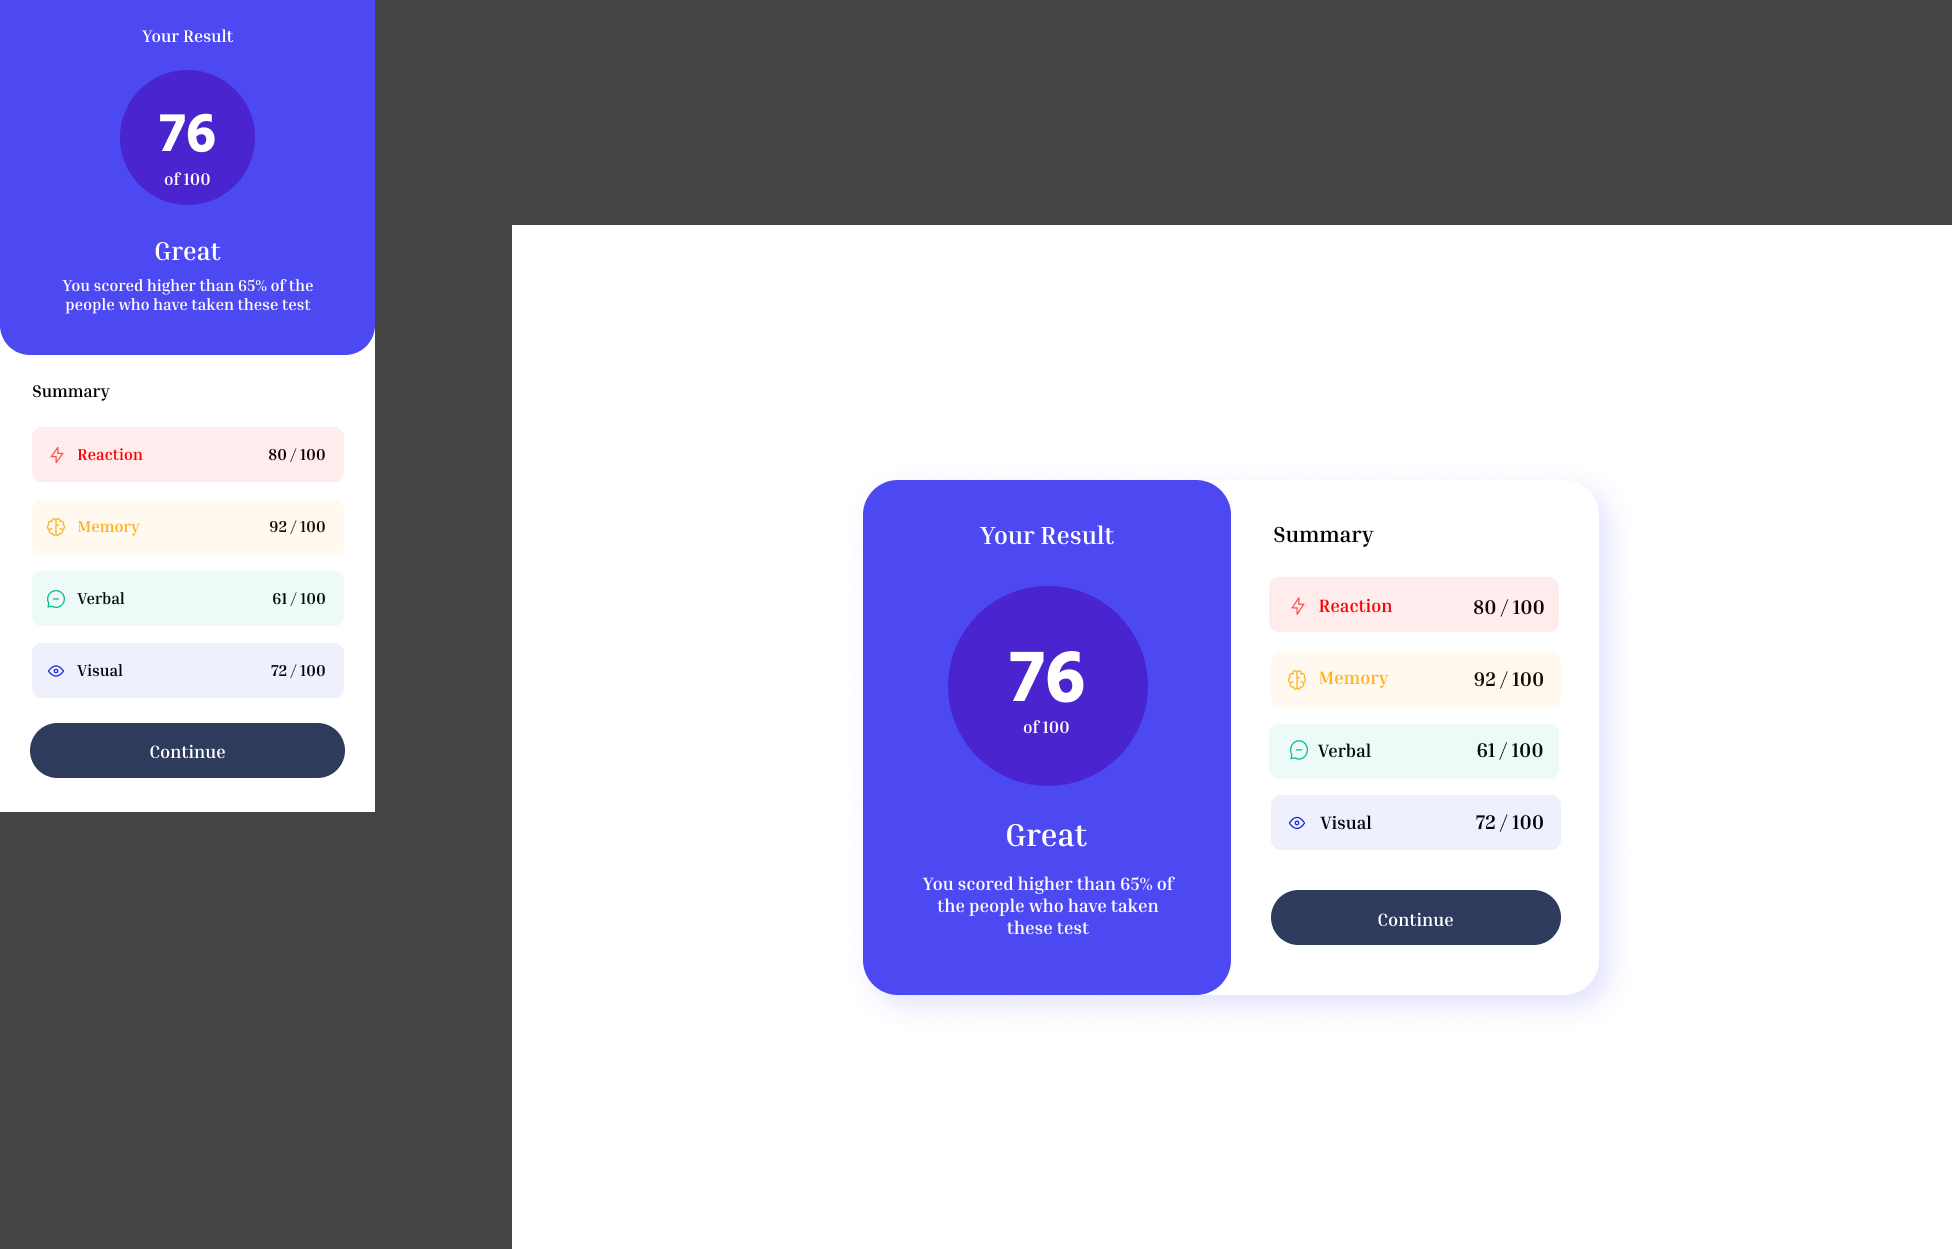 Your Result
76
of 100
Great
You scored higher than 65% of the
people who have taken these test
Summary
Reaction 80 / 100
Memory 92 / 100
Verbal 61 / 100
Visual 72 / 100
Continue
Your Result
76
of 100
Great
You scored higher than 65% of
the people who have taken
these test
Summary
Reaction 80 / 100
Memory 92 / 100
Verbal 61 / 100
Visual 72 / 100
Continue